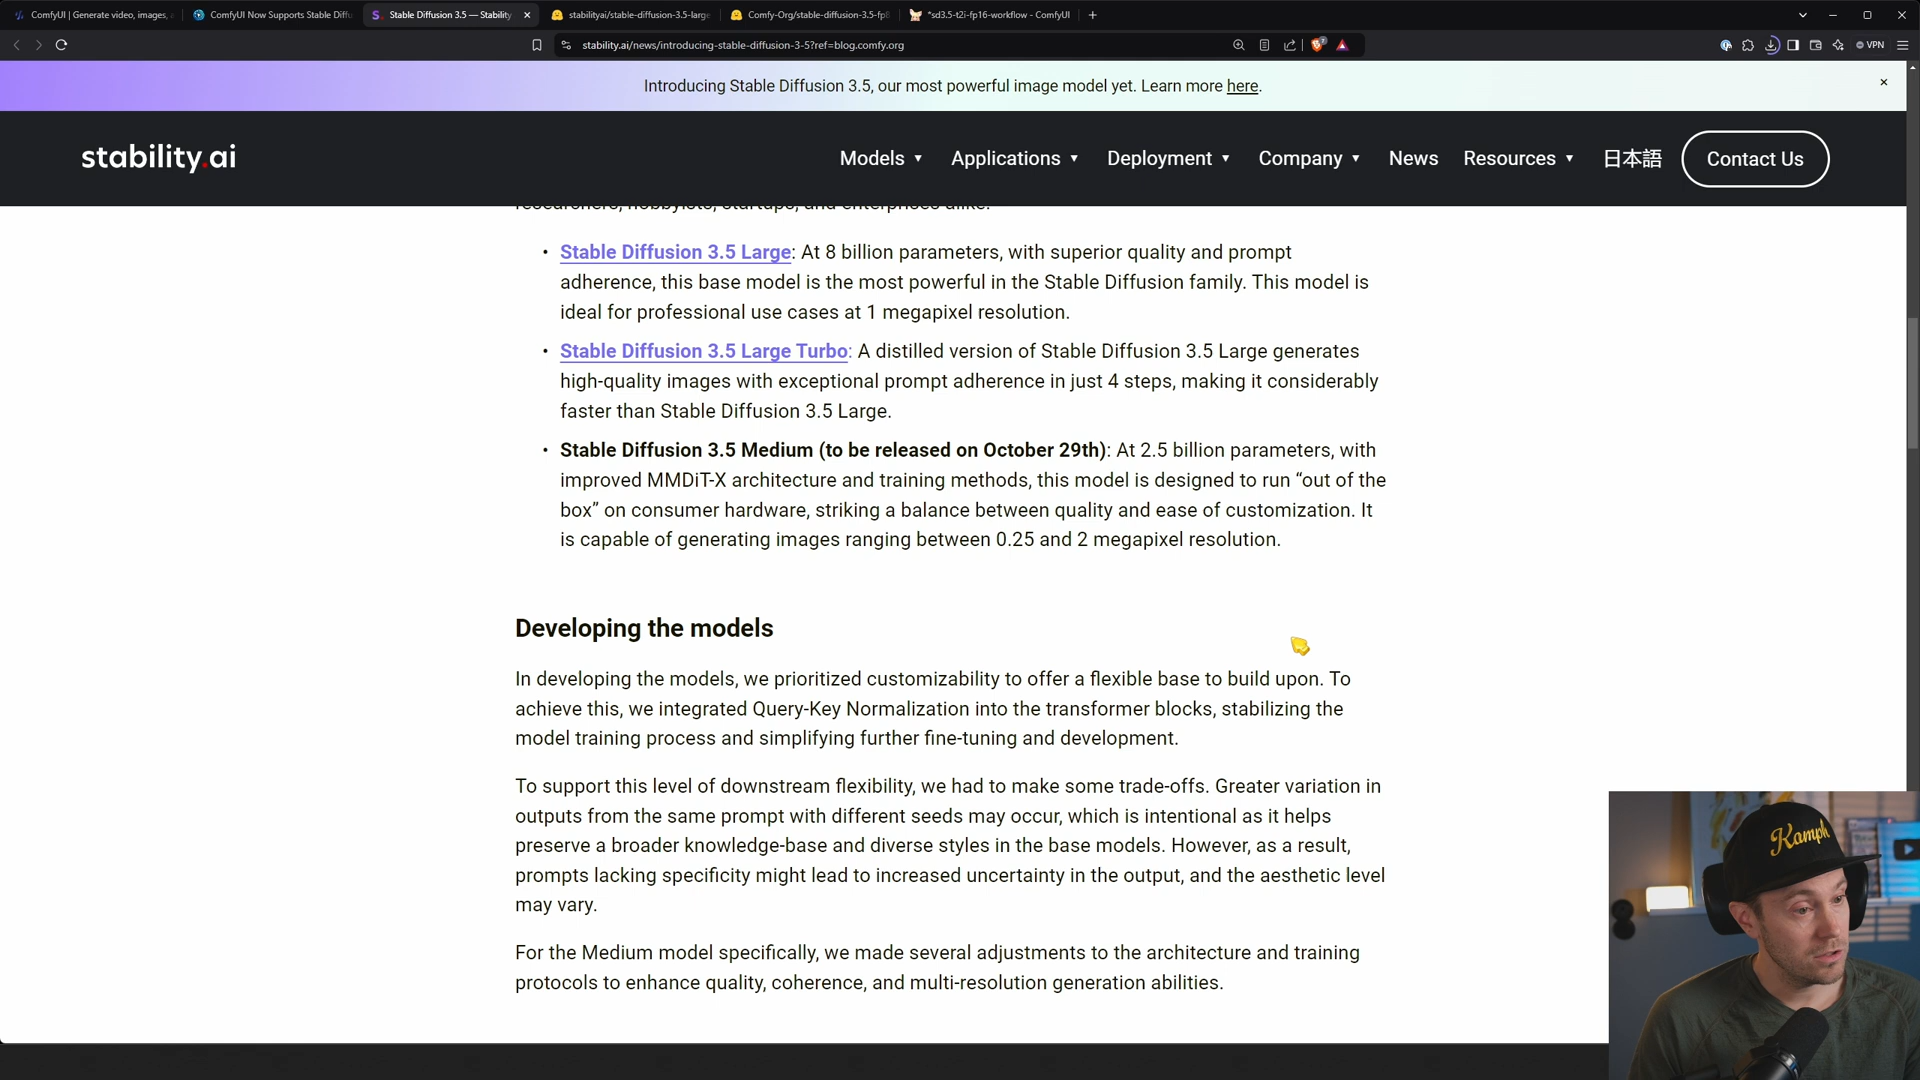 ComfyUI | Generate video, images,
ComfyUI Now Supports Stable Diffu
Stable Diffusion 3.5 — Stability
stabilityai/stable-diffusion-3.5-large
Comfy-Org/stable-diffusion-3.5-fp8
*sd3.5-t2i-fp16-workflow - ComfyUI
stability.ai/news/introducing-stable-diffusion-3-5?ref=blog.comfy.org
VPN
Introducing Stable Diffusion 3.5, our most powerful image model yet. Learn more here.
stability.ai
Models
Applications
Deployment
Company
News
Resources
日本語
Contact Us
researchers, hobbyists, startups, and enterprises alike.
• Stable Diffusion 3.5 Large: At 8 billion parameters, with superior quality and prompt
adherence, this base model is the most powerful in the Stable Diffusion family. This model is
ideal for professional use cases at 1 megapixel resolution.
• Stable Diffusion 3.5 Large Turbo: A distilled version of Stable Diffusion 3.5 Large generates
high-quality images with exceptional prompt adherence in just 4 steps, making it considerably
faster than Stable Diffusion 3.5 Large.
• Stable Diffusion 3.5 Medium (to be released on October 29th): At 2.5 billion parameters, with
improved MMDiT-X architecture and training methods, this model is designed to run “out of the
box” on consumer hardware, striking a balance between quality and ease of customization. It
is capable of generating images ranging between 0.25 and 2 megapixel resolution.
Developing the models
In developing the models, we prioritized customizability to offer a flexible base to build upon. To
achieve this, we integrated Query-Key Normalization into the transformer blocks, stabilizing the
model training process and simplifying further fine-tuning and development.
To support this level of downstream flexibility, we had to make some trade-offs. Greater variation in
outputs from the same prompt with different seeds may occur, which is intentional as it helps
preserve a broader knowledge-base and diverse styles in the base models. However, as a result,
prompts lacking specificity might lead to increased uncertainty in the output, and the aesthetic level
may vary.
For the Medium model specifically, we made several adjustments to the architecture and training
protocols to enhance quality, coherence, and multi-resolution generation abilities.
Kamph